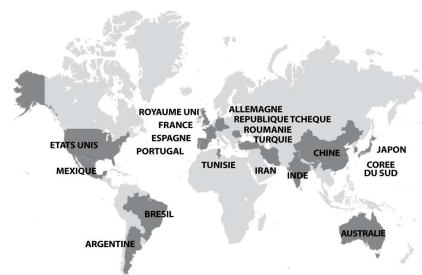 ROYAUME UNI
ALLEMAGNE
FRANCE
REPUBLIQUE TCHEQUE
ESPAGNE
ROUMANIE
PORTUGAL
TURQUIE
ETATS UNIS
CHINE
JAPON
MEXIQUE
TUNISIE
IRAN
INDE
COREE
DU SUD
BRESIL
ARGENTINE
AUSTRALIE